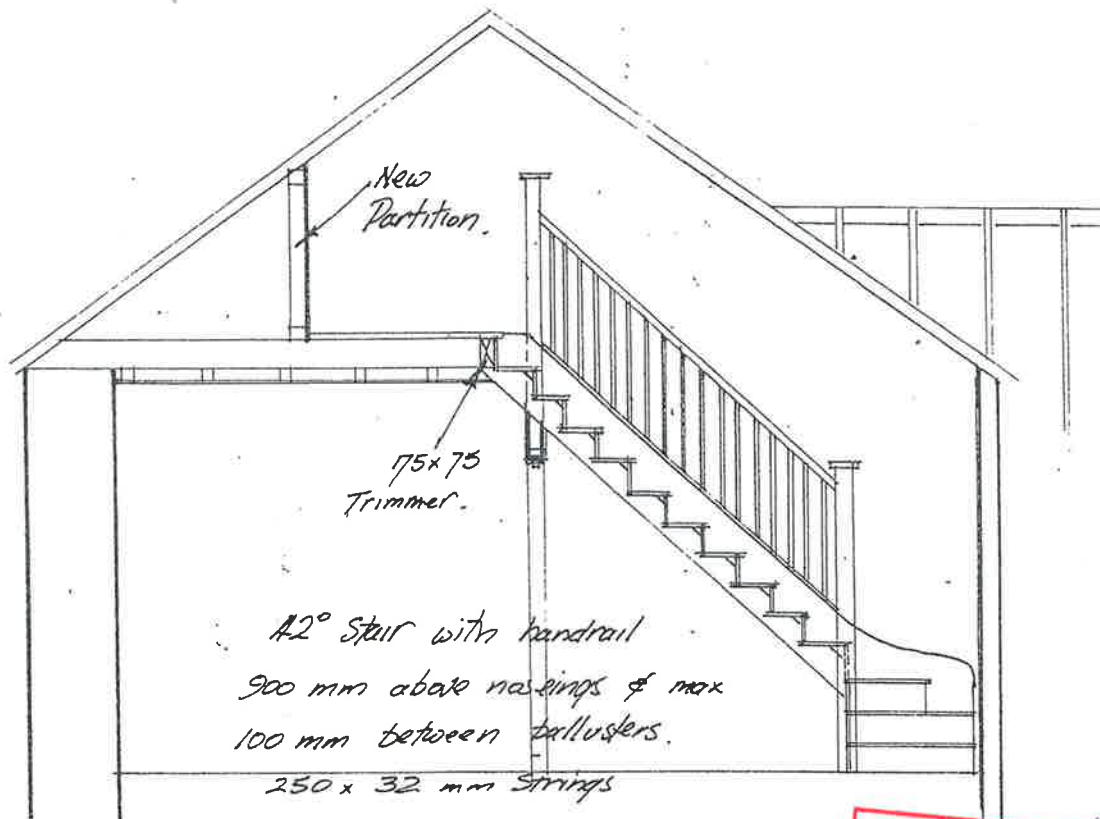 New
Partition.
75x75
Trimmer.
42° Stair with handrail
900 mm above noseings & max
100 mm between ballusters.
250 x 32 mm Strings